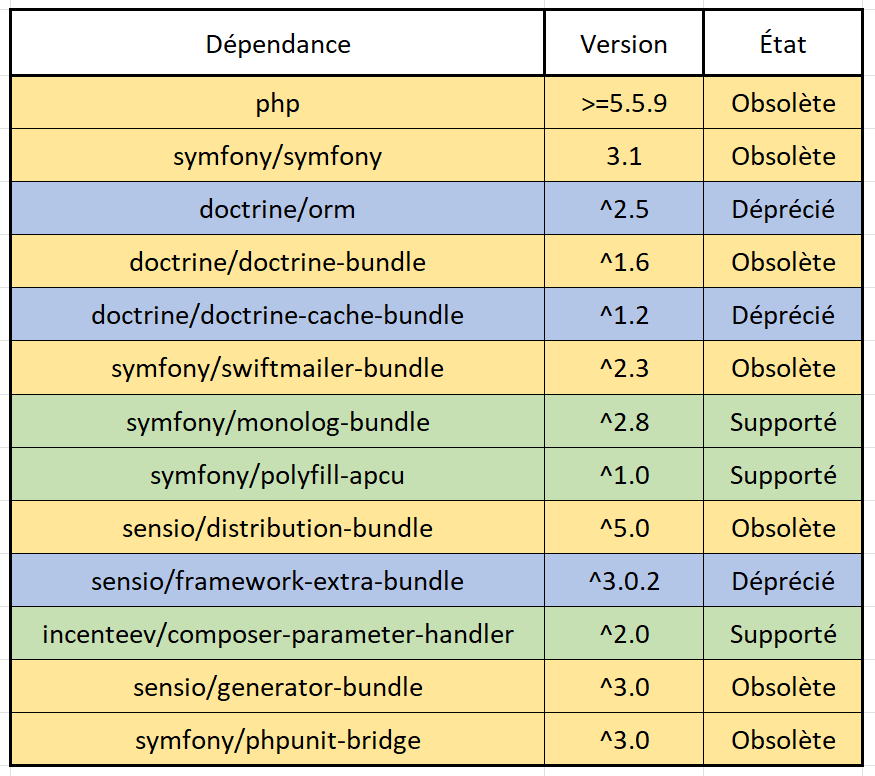 Dépendance Version État
php >=5.5.9 Obsolète
symfony/symfony 3.1 Obsolète
doctrine/orm ^2.5 Déprécié
doctrine/doctrine-bundle ^1.6 Obsolète
doctrine/doctrine-cache-bundle ^1.2 Déprécié
symfony/swiftmailer-bundle ^2.3 Obsolète
symfony/monolog-bundle ^2.8 Supporté
symfony/polyfill-apcu ^1.0 Supporté
sensio/distribution-bundle ^5.0 Obsolète
sensio/framework-extra-bundle ^3.0.2 Déprécié
incenteev/composer-parameter-handler ^2.0 Supporté
sensio/generator-bundle ^3.0 Obsolète
symfony/phpunit-bridge ^3.0 Obsolète